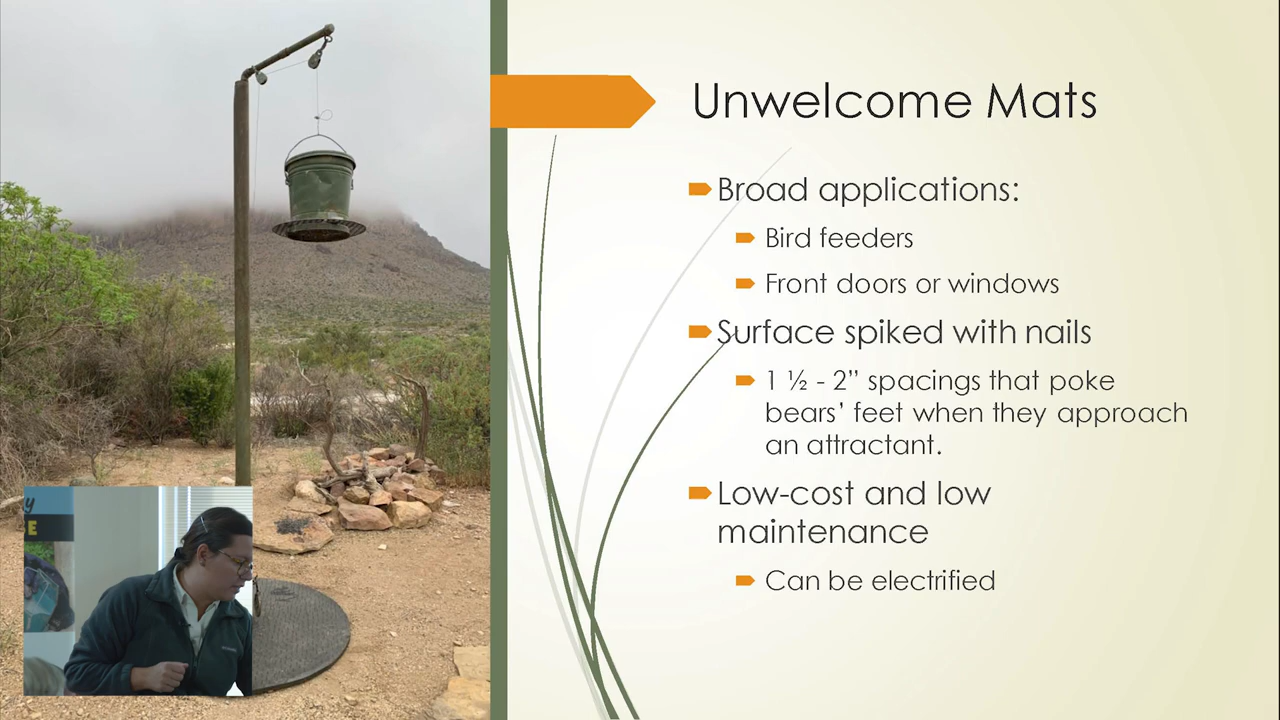 Unwelcome Mats
Broad applications:
Bird feeders
Front doors or windows
Surface spiked with nails
1 ½ - 2” spacings that poke
bears’ feet when they approach
an attractant.
Low-cost and low
maintenance
Can be electrified